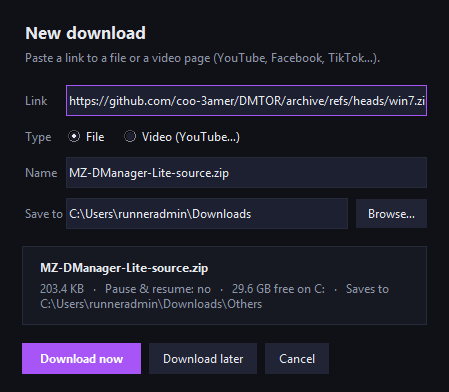 New download
Paste a link to a file or a video page (YouTube, Facebook, TikTok...).
Link https://github.com/coo-3amer/DMTOR/archive/refs/heads/win7.zi
Type File Video (YouTube...)
Name MZ-DManager-Lite-source.zip
Save to C:\Users\runneradmin\Downloads Browse...
MZ-DManager-Lite-source.zip
203.4 KB · Pause & resume: no · 29.6 GB free on C: · Saves to
C:\Users\runneradmin\Downloads\Others
Download now Download later Cancel